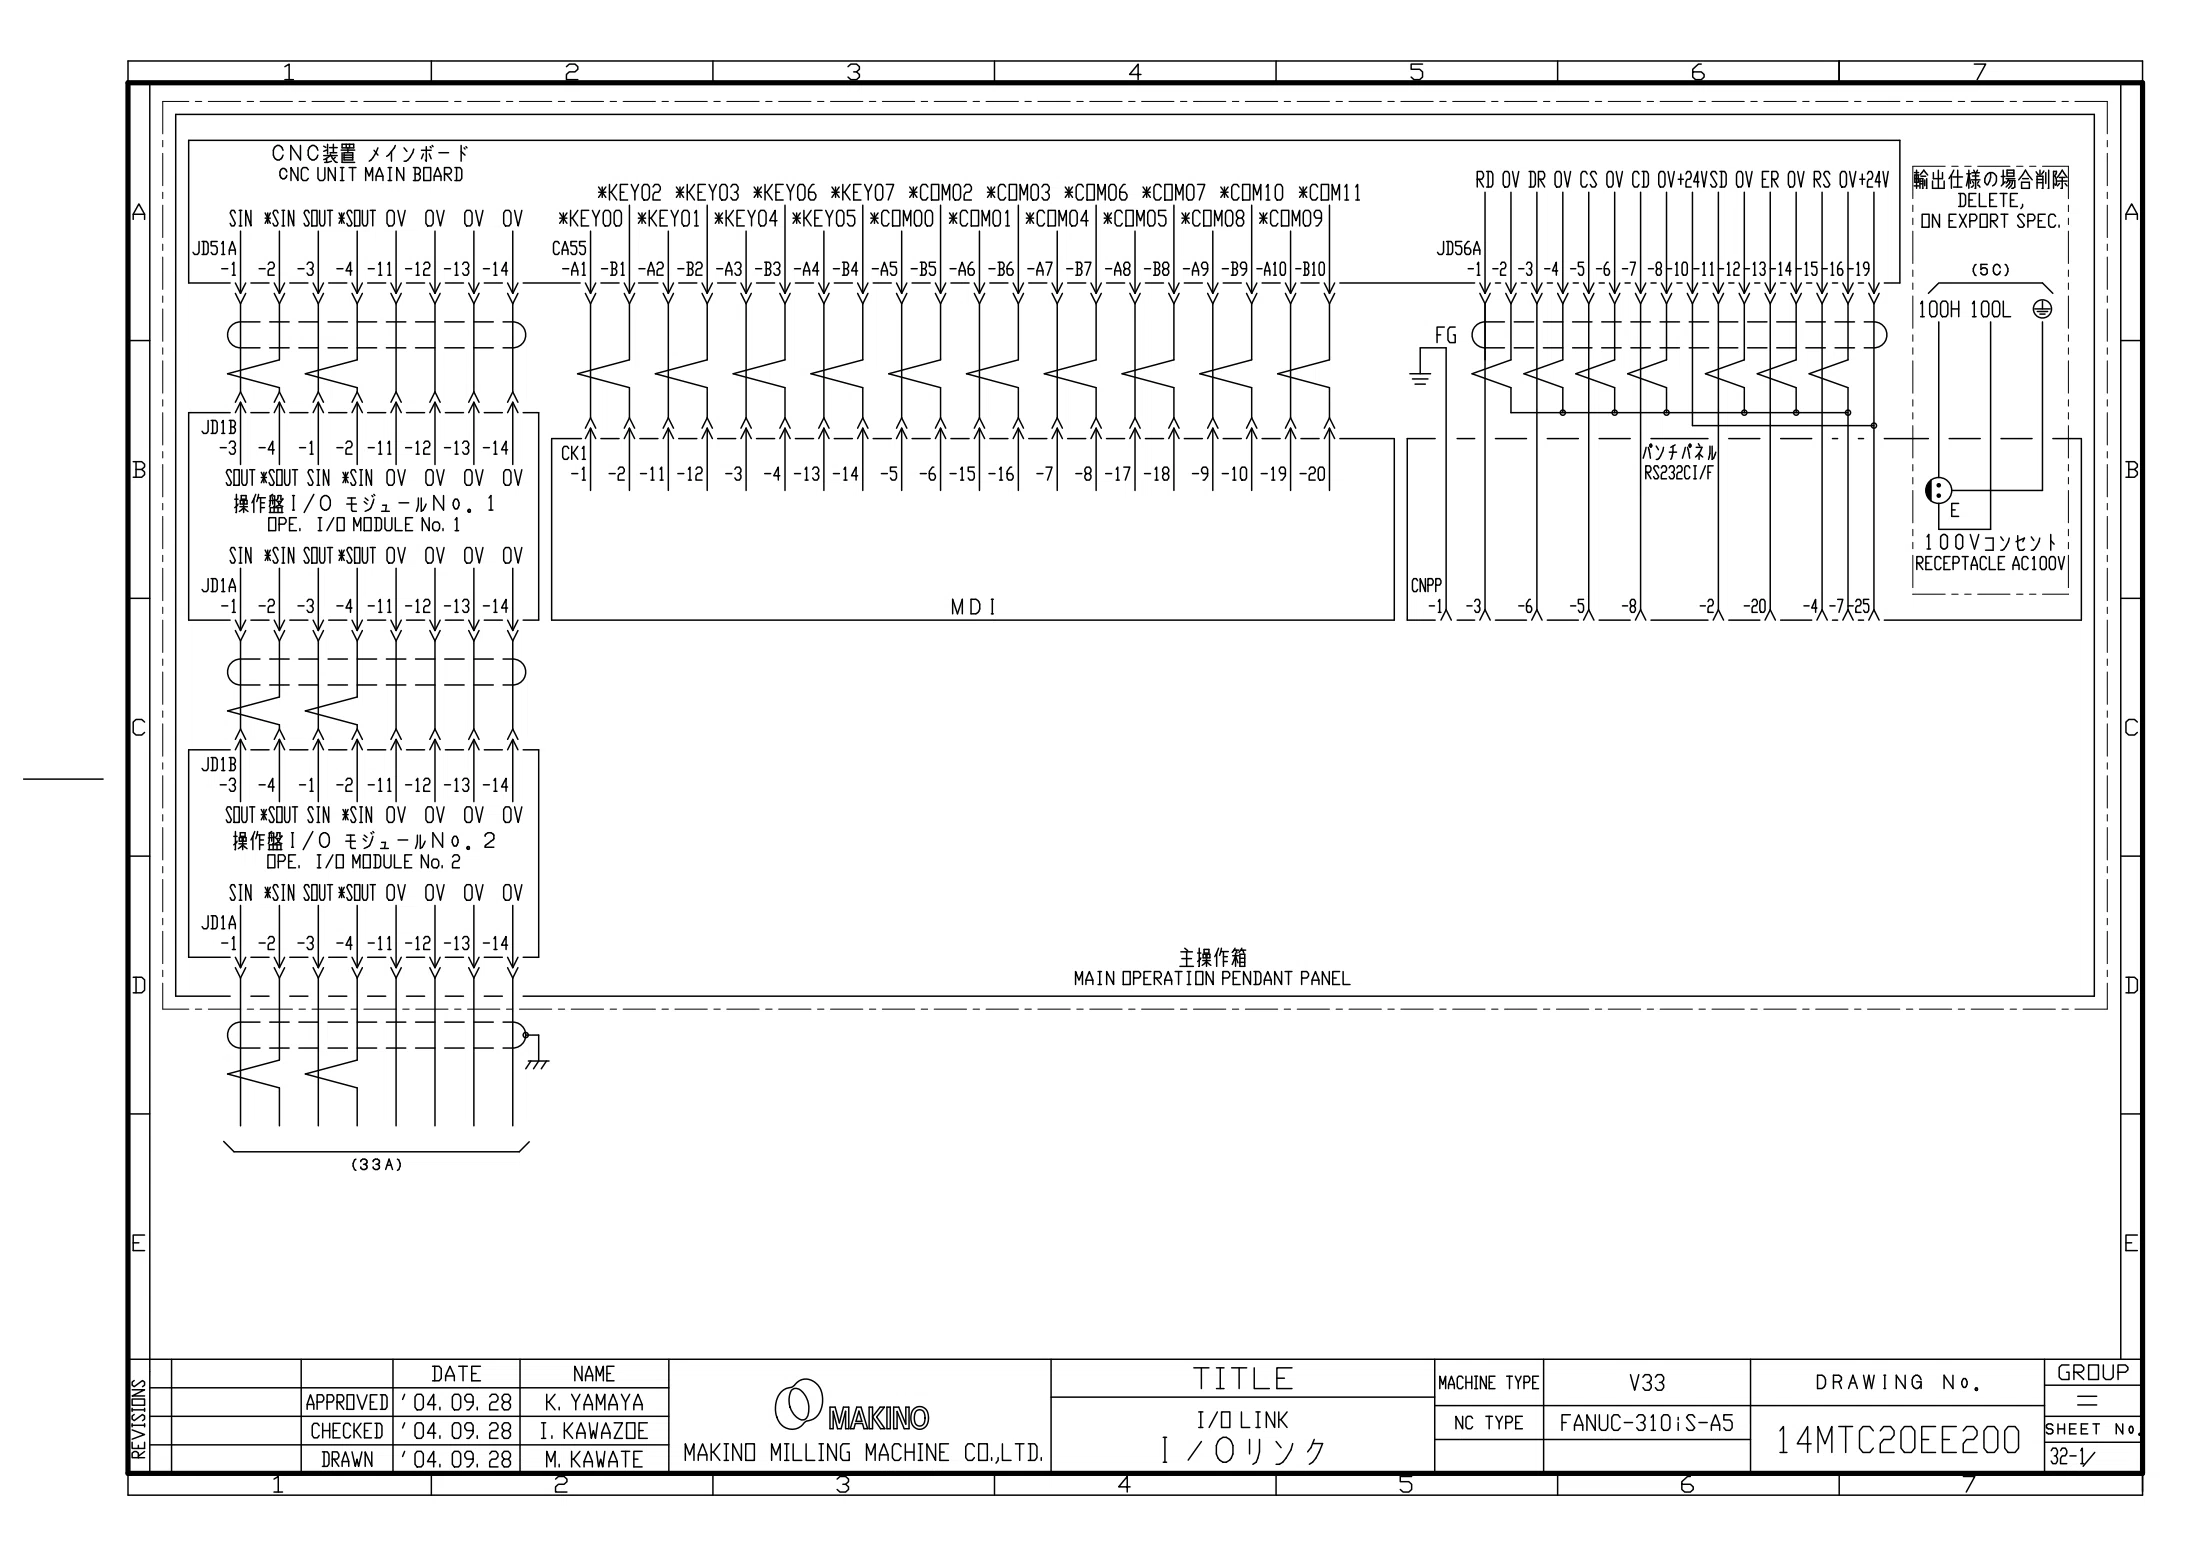 1 2 3 4 5 6 7
A A
B B
C C
D D
E E
CNC装置 メインボード
CNC UNIT MAIN BOARD
SIN *SIN SOUT *SOUT 0V 0V 0V 0V
JD51A
-1 -2 -3 -4 -11 -12 -13 -14
*KEY02 *KEY03 *KEY06 *KEY07 *COM02 *COM03 *COM06 *COM07 *COM10 *COM11
*KEY00 *KEY01 *KEY04 *KEY05 *COM00 *COM01 *COM04 *COM05 *COM08 *COM09
CA55
-A1 -B1 -A2 -B2 -A3 -B3 -A4 -B4 -A5 -B5 -A6 -B6 -A7 -B7 -A8 -B8 -A9 -B9 -A10 -B10
RD 0V DR 0V CS 0V CD 0V +24V SD 0V ER 0V RS 0V +24V
JD56A
-1 -2 -3 -4 -5 -6 -7 -8 -10 -11 -12 -13 -14 -15 -16 -19
輸出仕様の場合削除
DELETE,
ON EXPORT SPEC.
(5C)
100H 100L
FG
JD1B
-3 -4 -1 -2 -11 -12 -13 -14
SOUT *SOUT SIN *SIN 0V 0V 0V 0V
操作盤I/O モジュールNo. 1
OPE. I/O MODULE No. 1
SIN *SIN SOUT *SOUT 0V 0V 0V 0V
JD1A
-1 -2 -3 -4 -11 -12 -13 -14
CK1
-1 -2 -11 -12 -3 -4 -13 -14 -5 -6 -15 -16 -7 -8 -17 -18 -9 -10 -19 -20
MDI
パンチパネル
RS232CI/F
CNPP
-1 -3 -6 -5 -8 -2 -20 -4 -7 -25
E
100Vコンセント
RECEPTACLE AC100V
JD1B
-3 -4 -1 -2 -11 -12 -13 -14
SOUT *SOUT SIN *SIN 0V 0V 0V 0V
操作盤I/O モジュールNo. 2
OPE. I/O MODULE No. 2
SIN *SIN SOUT *SOUT 0V 0V 0V 0V
JD1A
-1 -2 -3 -4 -11 -12 -13 -14
主操作箱
MAIN OPERATION PENDANT PANEL
(33A)
REVISIONS
DATE NAME
APPROVED '04. 09. 28 K. YAMAYA
CHECKED '04. 09. 28 I. KAWAZOE
DRAWN '04. 09. 28 M. KAWATE
MAKINO
MAKINO MILLING MACHINE CO.,LTD.
TITLE
I/O LINK
I/Oリンク
MACHINE TYPE V33
NC TYPE FANUC-310iS-A5
DRAWING No.
14MTC20EE200
GROUP
=
SHEET No.
32-1/
1 2 3 4 5 6 7